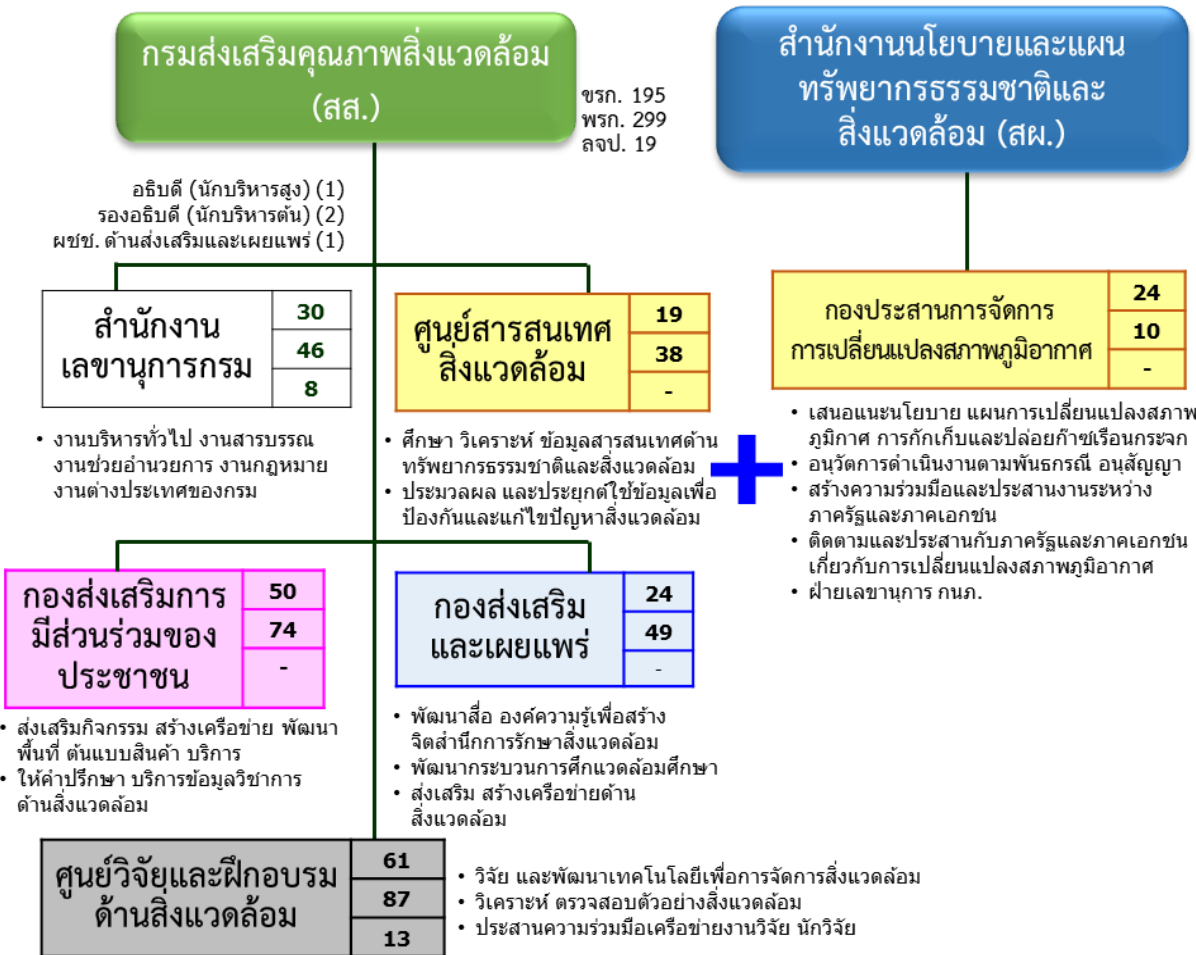 กรมส่งเสริมคุณภาพสิ่งแวดล้อม
(สส.)
ขรก. 195
พรก. 299
ลจป. 19
สำนักงานนโยบายและแผน
ทรัพยากรธรรมชาติและ
สิ่งแวดล้อม (สผ.)
อธิบดี (นักบริหารสูง) (1)
รองอธิบดี (นักบริหารต้น) (2)
ผชช. ด้านส่งเสริมและเผยแพร่ (1)
สำนักงาน
เลขานุการกรม
30
46
8
• งานบริหารทั่วไป งานสารบรรณ
งานช่วยอำนวยการ งานกฎหมาย
งานต่างประเทศของกรม
ศูนย์สารสนเทศ
สิ่งแวดล้อม
19
38
-
• ศึกษา วิเคราะห์ ข้อมูลสารสนเทศด้าน
ทรัพยากรธรรมชาติและสิ่งแวดล้อม
• ประมวลผล และประยุกต์ใช้ข้อมูลเพื่อ
ป้องกันและแก้ไขปัญหาสิ่งแวดล้อม
กองประสานการจัดการ
การเปลี่ยนแปลงสภาพภูมิอากาศ
24
10
-
• เสนอแนะนโยบาย แผนการเปลี่ยนแปลงสภาพ
ภูมิกาศ การกักเก็บและปล่อยก๊าซเรือนกระจก
• อนุวัตการดำเนินงานตามพันธกรณี อนุสัญญา
• สร้างความร่วมมือและประสานงานระหว่าง
ภาครัฐและภาคเอกชน
• ติดตามและประสานกับภาครัฐและภาคเอกชน
เกี่ยวกับการเปลี่ยนแปลงสภาพภูมิอากาศ
• ฝ่ายเลขานุการ กนภ.
กองส่งเสริมการ
มีส่วนร่วมของ
ประชาชน
50
74
-
• ส่งเสริมกิจกรรม สร้างเครือข่าย พัฒนา
พื้นที่ ต้นแบบสินค้า บริการ
• ให้คำปรึกษา บริการข้อมูลวิชาการ
ด้านสิ่งแวดล้อม
กองส่งเสริม
และเผยแพร่
24
49
-
• พัฒนาสื่อ องค์ความรู้เพื่อสร้าง
จิตสำนึกการรักษาสิ่งแวดล้อม
• พัฒนากระบวนการศึกแวดล้อมศึกษา
• ส่งเสริม สร้างเครือข่ายด้าน
สิ่งแวดล้อม
ศูนย์วิจัยและฝึกอบรม
ด้านสิ่งแวดล้อม
61
87
13
• วิจัย และพัฒนาเทคโนโลยีเพื่อการจัดการสิ่งแวดล้อม
• วิเคราะห์ ตรวจสอบตัวอย่างสิ่งแวดล้อม
• ประสานความร่วมมือเครือข่ายงานวิจัย นักวิจัย